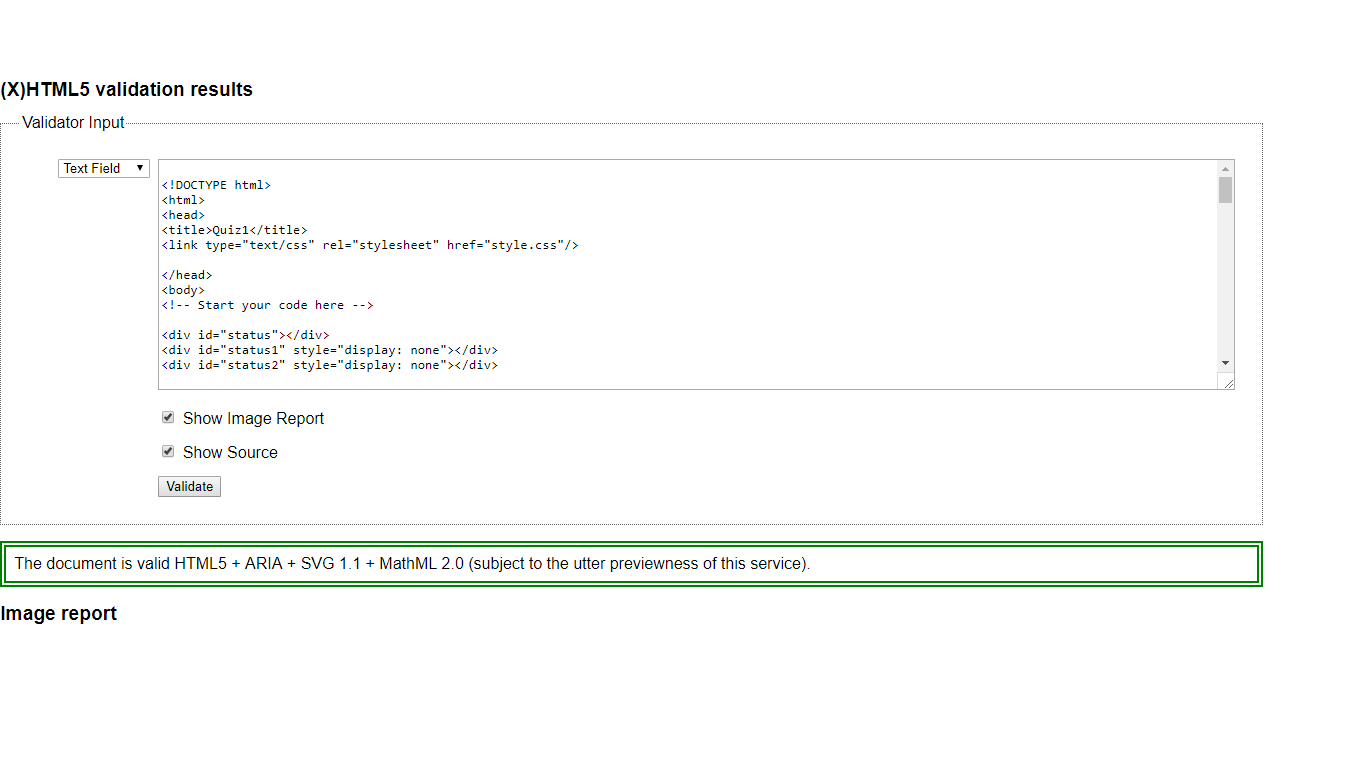 (X)HTML5 validation results
Validator Input
Text Field
<!DOCTYPE html>
<html>
<head>
<title>Quiz1</title>
<link type="text/css" rel="stylesheet" href="style.css"/>
</head>
<body>
<!-- Start your code here -->
<div id="status"></div>
<div id="status1" style="display: none"></div>
<div id="status2" style="display: none"></div>
Show Image Report
Show Source
Validate
The document is valid HTML5 + ARIA + SVG 1.1 + MathML 2.0 (subject to the utter previewness of this service).
Image report